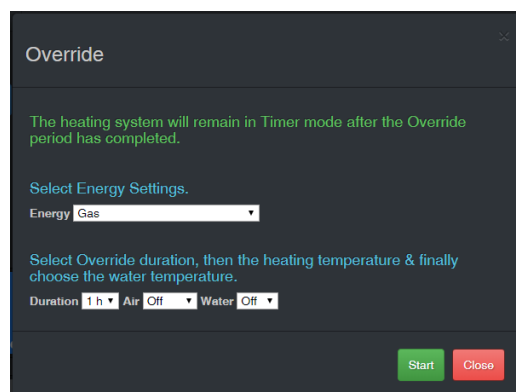 Override
The heating system will remain in Timer mode after the Override
period has completed.
Select Energy Settings.
Energy Gas
Select Override duration, then the heating temperature & finally
choose the water temperature.
Duration 1 h Air Off Water Off
Start Close